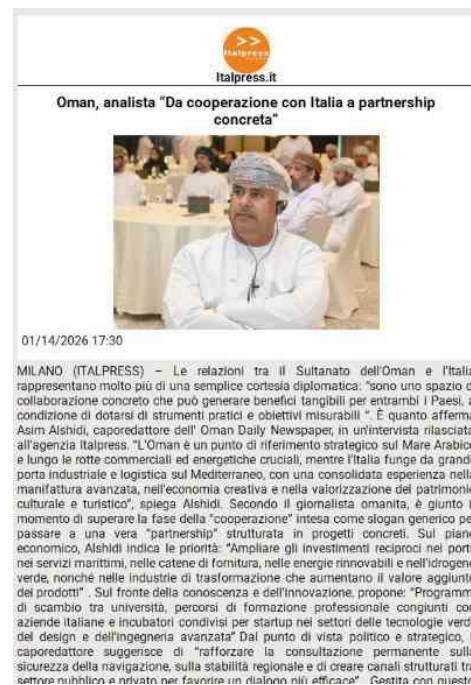 >>
Italpress
Italpress.it
Oman, analista “Da cooperazione con Italia a partnership
concreta”
01/14/2026 17:30
MILANO (ITALPRESS) – Le relazioni tra il Sultanato dell'Oman e l'Italia
rappresentano molto più di una semplice cortesia diplomatica: “sono uno spazio d
collaborazione concreto che può generare benefici tangibili per entrambi i Paesi, a
condizione di dotarsi di strumenti pratici e obiettivi misurabili ”. È quanto afferma
Asim Alshidi, caporedattore dell' Oman Daily Newspaper, in un'intervista rilasciata
all'agenzia Italpress. “L'Oman è un punto di riferimento strategico sul Mare Arabico
e lungo le rotte commerciali ed energetiche cruciali, mentre l'Italia funge da grande
porta industriale e logistica sul Mediterraneo, con una consolidata esperienza nella
manifattura avanzata, nell'economia creativa e nella valorizzazione del patrimonio
culturale e turistico”, spiega Alshidi. Secondo il giornalista omanita, è giunto i
momento di superare la fase della “cooperazione” intesa come slogan generico per
passare a una vera “partnership” strutturata in progetti concreti. Sul piano
economico, Alshidi indica le priorità: “Ampliare gli investimenti reciproci nei porti
nei servizi marittimi, nelle catene di fornitura, nelle energie rinnovabili e nell'idrogeno
verde, nonché nelle industrie di trasformazione che aumentano il valore aggiunto
dei prodotti” . Sul fronte della conoscenza e dell'innovazione, propone: “Programmi
di scambio tra università, percorsi di formazione professionale congiunti con
aziende italiane e incubatori condivisi per startup nei settori delle tecnologie verdi
del design e dell'ingegneria avanzata” Dal punto di vista politico e strategico, i
caporedattore suggerisce di “rafforzare la consultazione permanente sulla
sicurezza della navigazione, sulla stabilità regionale e di creare canali strutturati tra
settore pubblico e privato per favorire un dialogo più efficace” . Gestita con questo